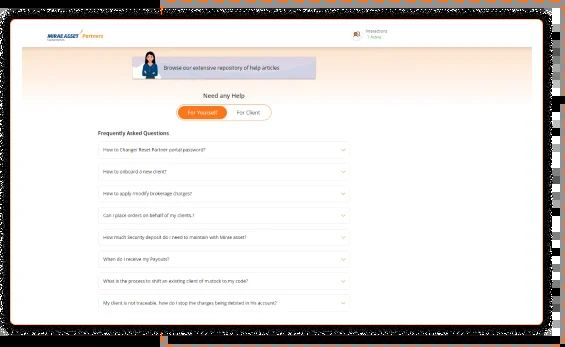 MIRAE ASSET Partners
Interactions
1 Active
Browse our extensive repository of help articles
Need any Help
For Yourself
For Client
Frequently Asked Questions
How to Change/ Reset Partner portal password?
How to onboard a new client?
How to apply /modify brokerage charges?
Can I place orders on behalf of my clients.?
How much Security deposit do I need to maintain with Mirae asset?
When do I receive my Payouts?
What is the process to shift an existing client of m.stock to my code?
My client is not traceable, how do I stop the charges being debited in his account?